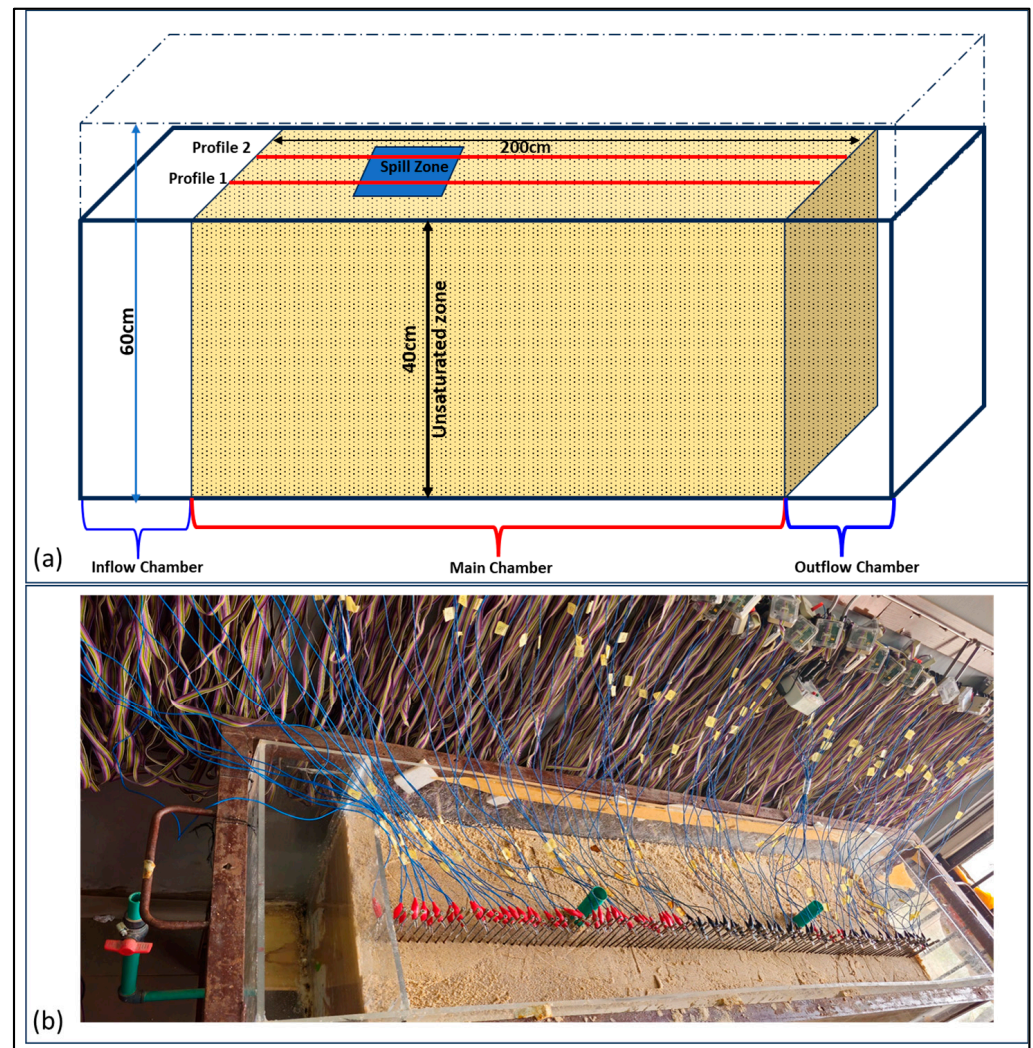 Profile 2
200cm
Spill Zone
Profile 1
60cm
40cm
Unsaturated zone
(a)
Inflow Chamber
Main Chamber
Outflow Chamber
(b)